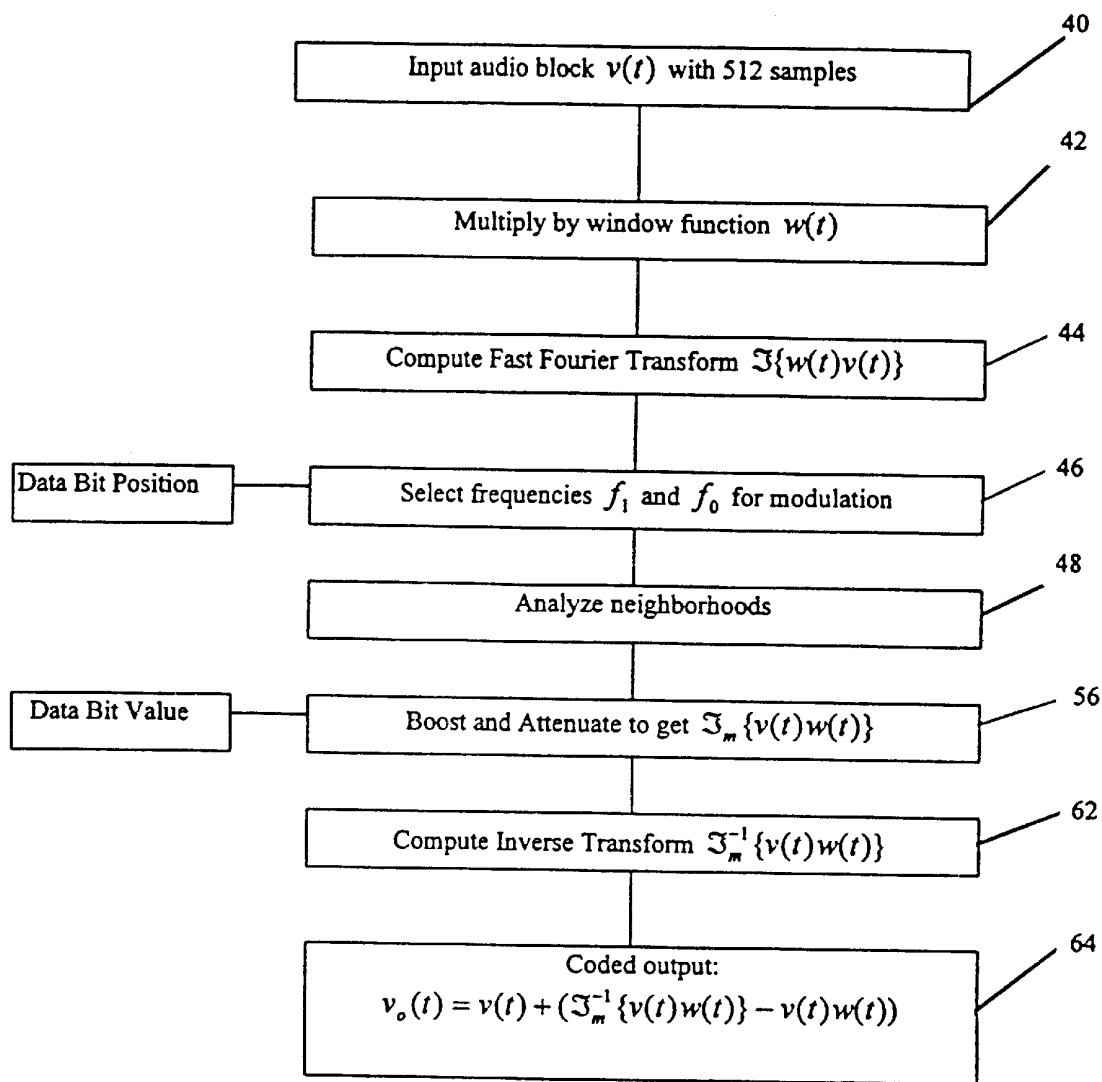 40
Input audio block v(t) with 512 samples
42
Multiply by window function w(t)
44
Compute Fast Fourier Transform ℑ{w(t)v(t)}
46
Data Bit Position
Select frequencies f₁ and f₀ for modulation
48
Analyze neighborhoods
56
Data Bit Value
Boost and Attenuate to get ℑₘ{v(t)w(t)}
62
Compute Inverse Transform ℑₘ⁻¹{v(t)w(t)}
64
Coded output:
vₒ(t) = v(t) + (ℑₘ⁻¹{v(t)w(t)} − v(t)w(t))